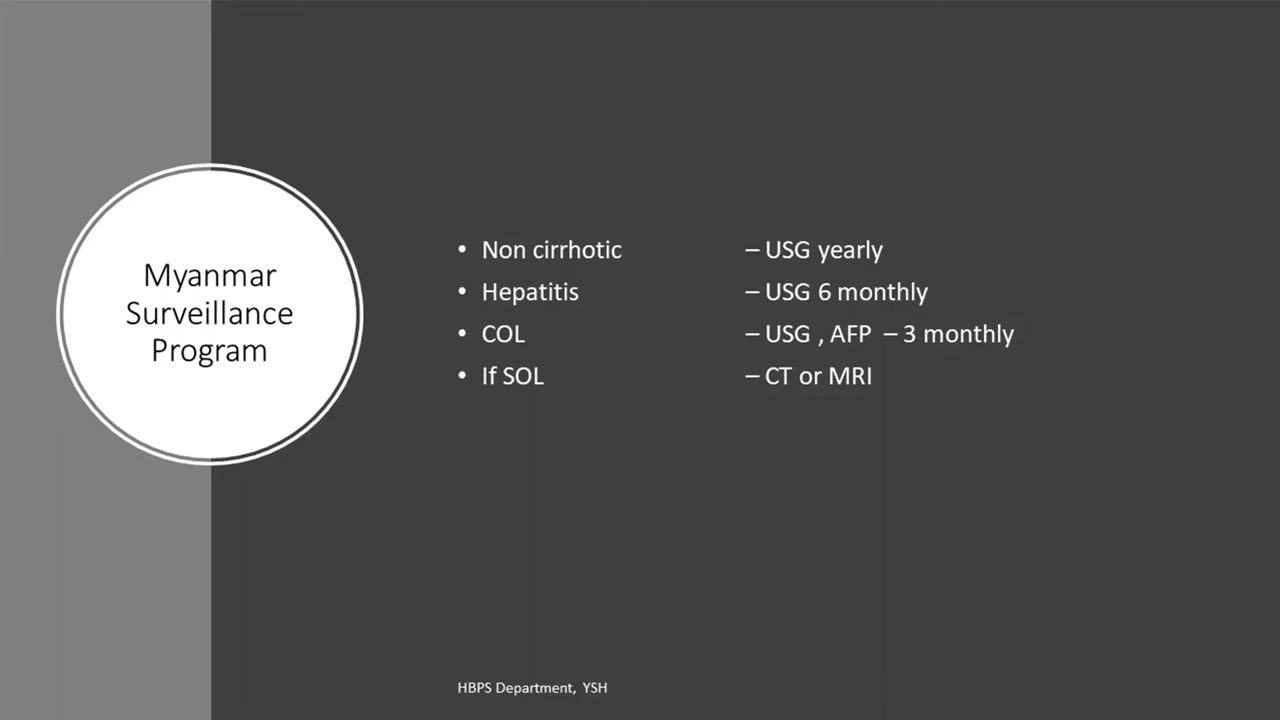 Myanmar
Surveillance
Program
• Non cirrhotic – USG yearly
• Hepatitis – USG 6 monthly
• COL – USG , AFP – 3 monthly
• If SOL – CT or MRI
HBPS Department, YSH